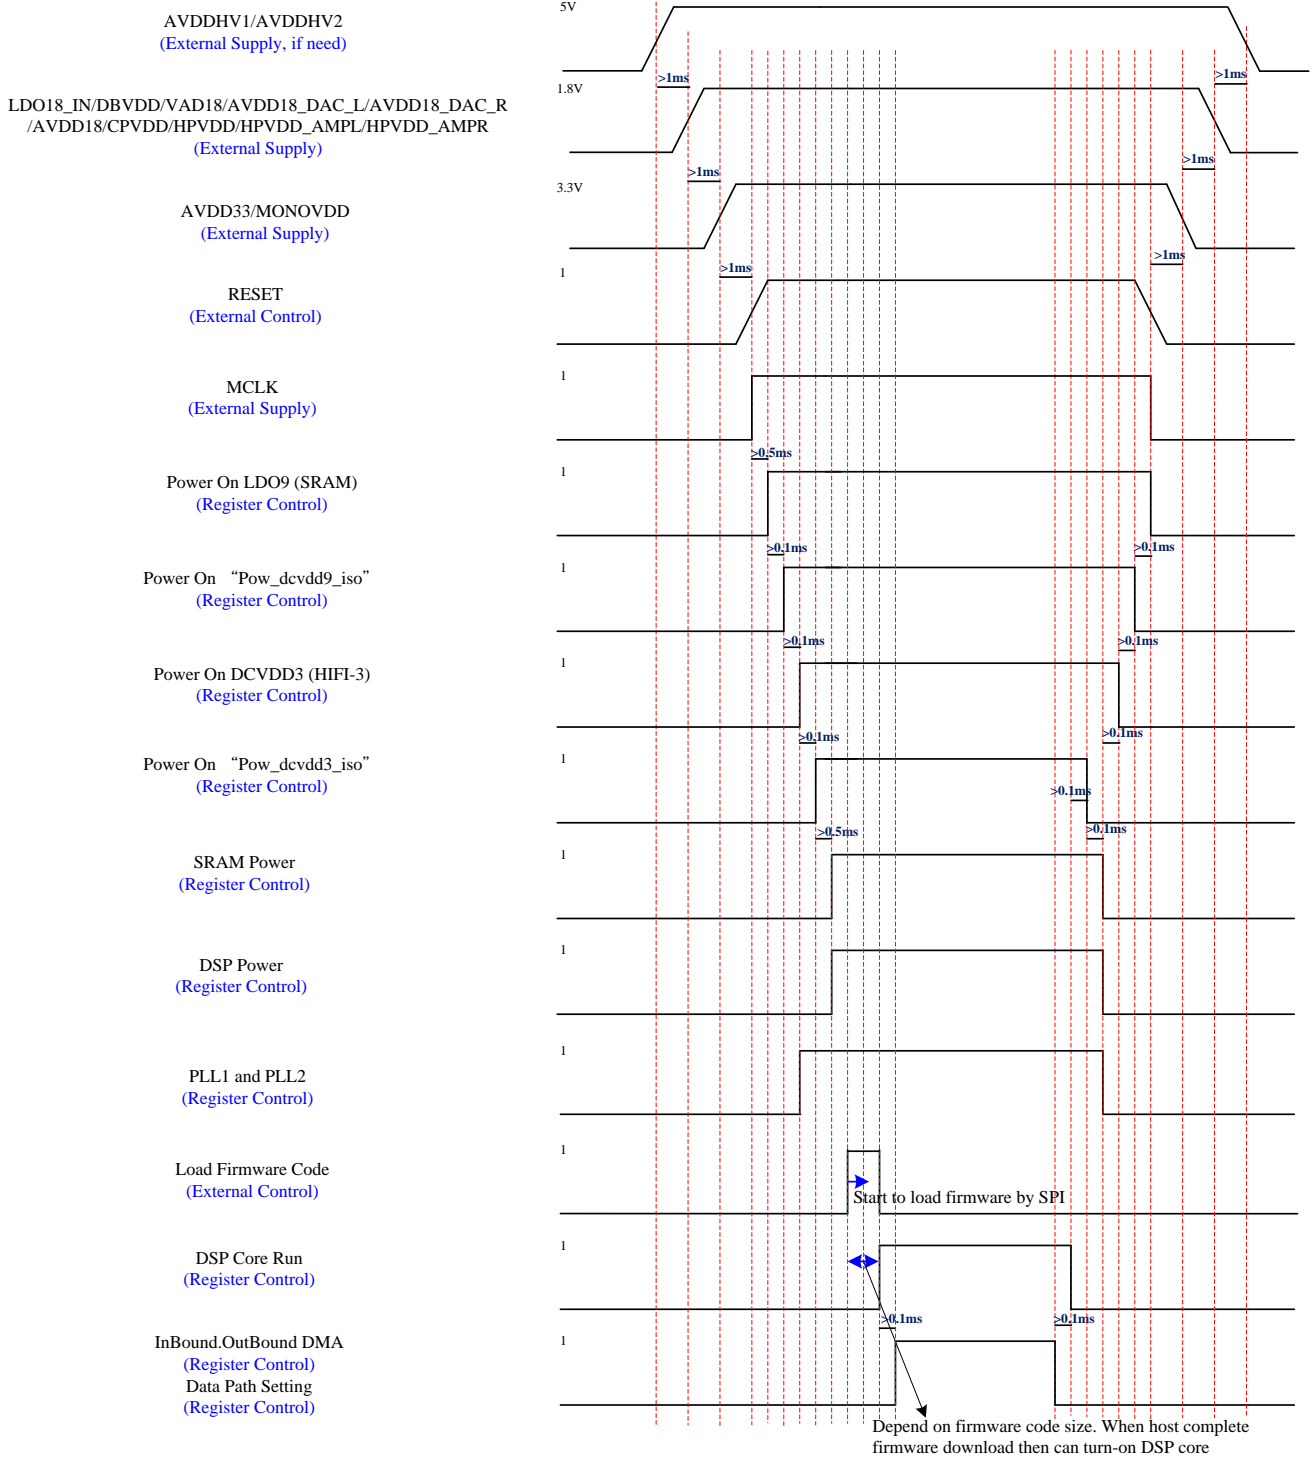 5V
AVDDHV1/AVDDHV2
(External Supply, if need)
>1ms
>1ms
1.8V
LDO18_IN/DBVDD/VAD18/AVDD18_DAC_L/AVDD18_DAC_R
/AVDD18/CPVDD/HPVDD/HPVDD_AMPL/HPVDD_AMPR
(External Supply)
>1ms
>1ms
3.3V
AVDD33/MONOVDD
(External Supply)
>1ms
>1ms
1
RESET
(External Control)
1
MCLK
(External Supply)
>0.5ms
1
Power On LDO9 (SRAM)
(Register Control)
>0.1ms
>0.1ms
1
Power On “Pow_dcvdd9_iso”
(Register Control)
>0.1ms
>0.1ms
1
Power On DCVDD3 (HIFI-3)
(Register Control)
>0.1ms
>0.1ms
1
Power On “Pow_dcvdd3_iso”
(Register Control)
>0.1ms
>0.5ms
>0.1ms
1
SRAM Power
(Register Control)
1
DSP Power
(Register Control)
1
PLL1 and PLL2
(Register Control)
1
Load Firmware Code
(External Control)
Start to load firmware by SPI
1
DSP Core Run
(Register Control)
>0.1ms
>0.1ms
1
InBound.OutBound DMA
(Register Control)
Data Path Setting
(Register Control)
Depend on firmware code size. When host complete
firmware download then can turn-on DSP core